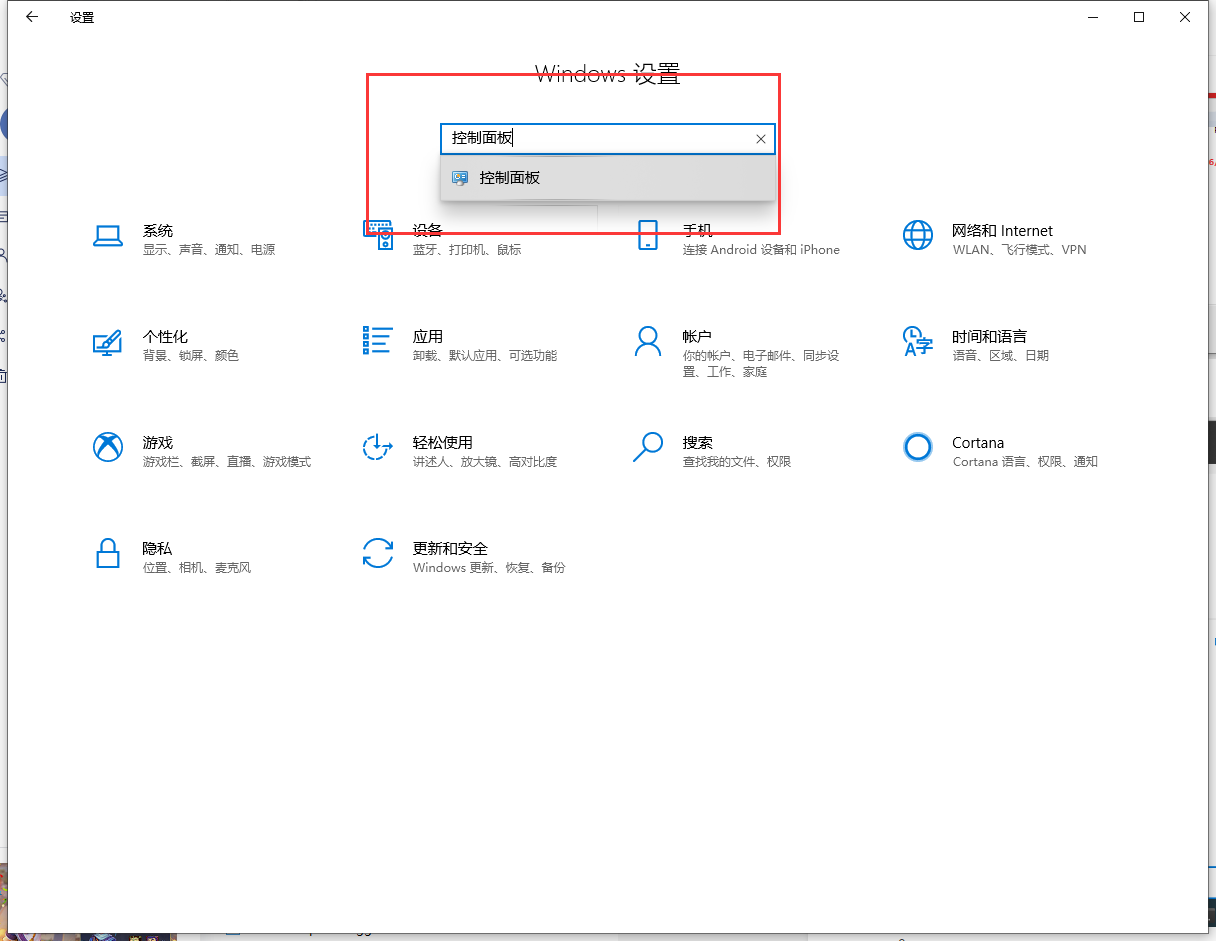 设置
Windows 设置
控制面板
控制面板
系统
显示、声音、通知、电源
设备
蓝牙、打印机、鼠标
手机
连接 Android 设备和 iPhone
网络和 Internet
WLAN、飞行模式、VPN
个性化
背景、锁屏、颜色
应用
卸载、默认应用、可选功能
帐户
你的帐户、电子邮件、同步设
置、工作、家庭
时间和语言
语音、区域、日期
游戏
游戏栏、截屏、直播、游戏模式
轻松使用
讲述人、放大镜、高对比度
搜索
查找我的文件、权限
Cortana
Cortana 语言、权限、通知
隐私
位置、相机、麦克风
更新和安全
Windows 更新、恢复、备份